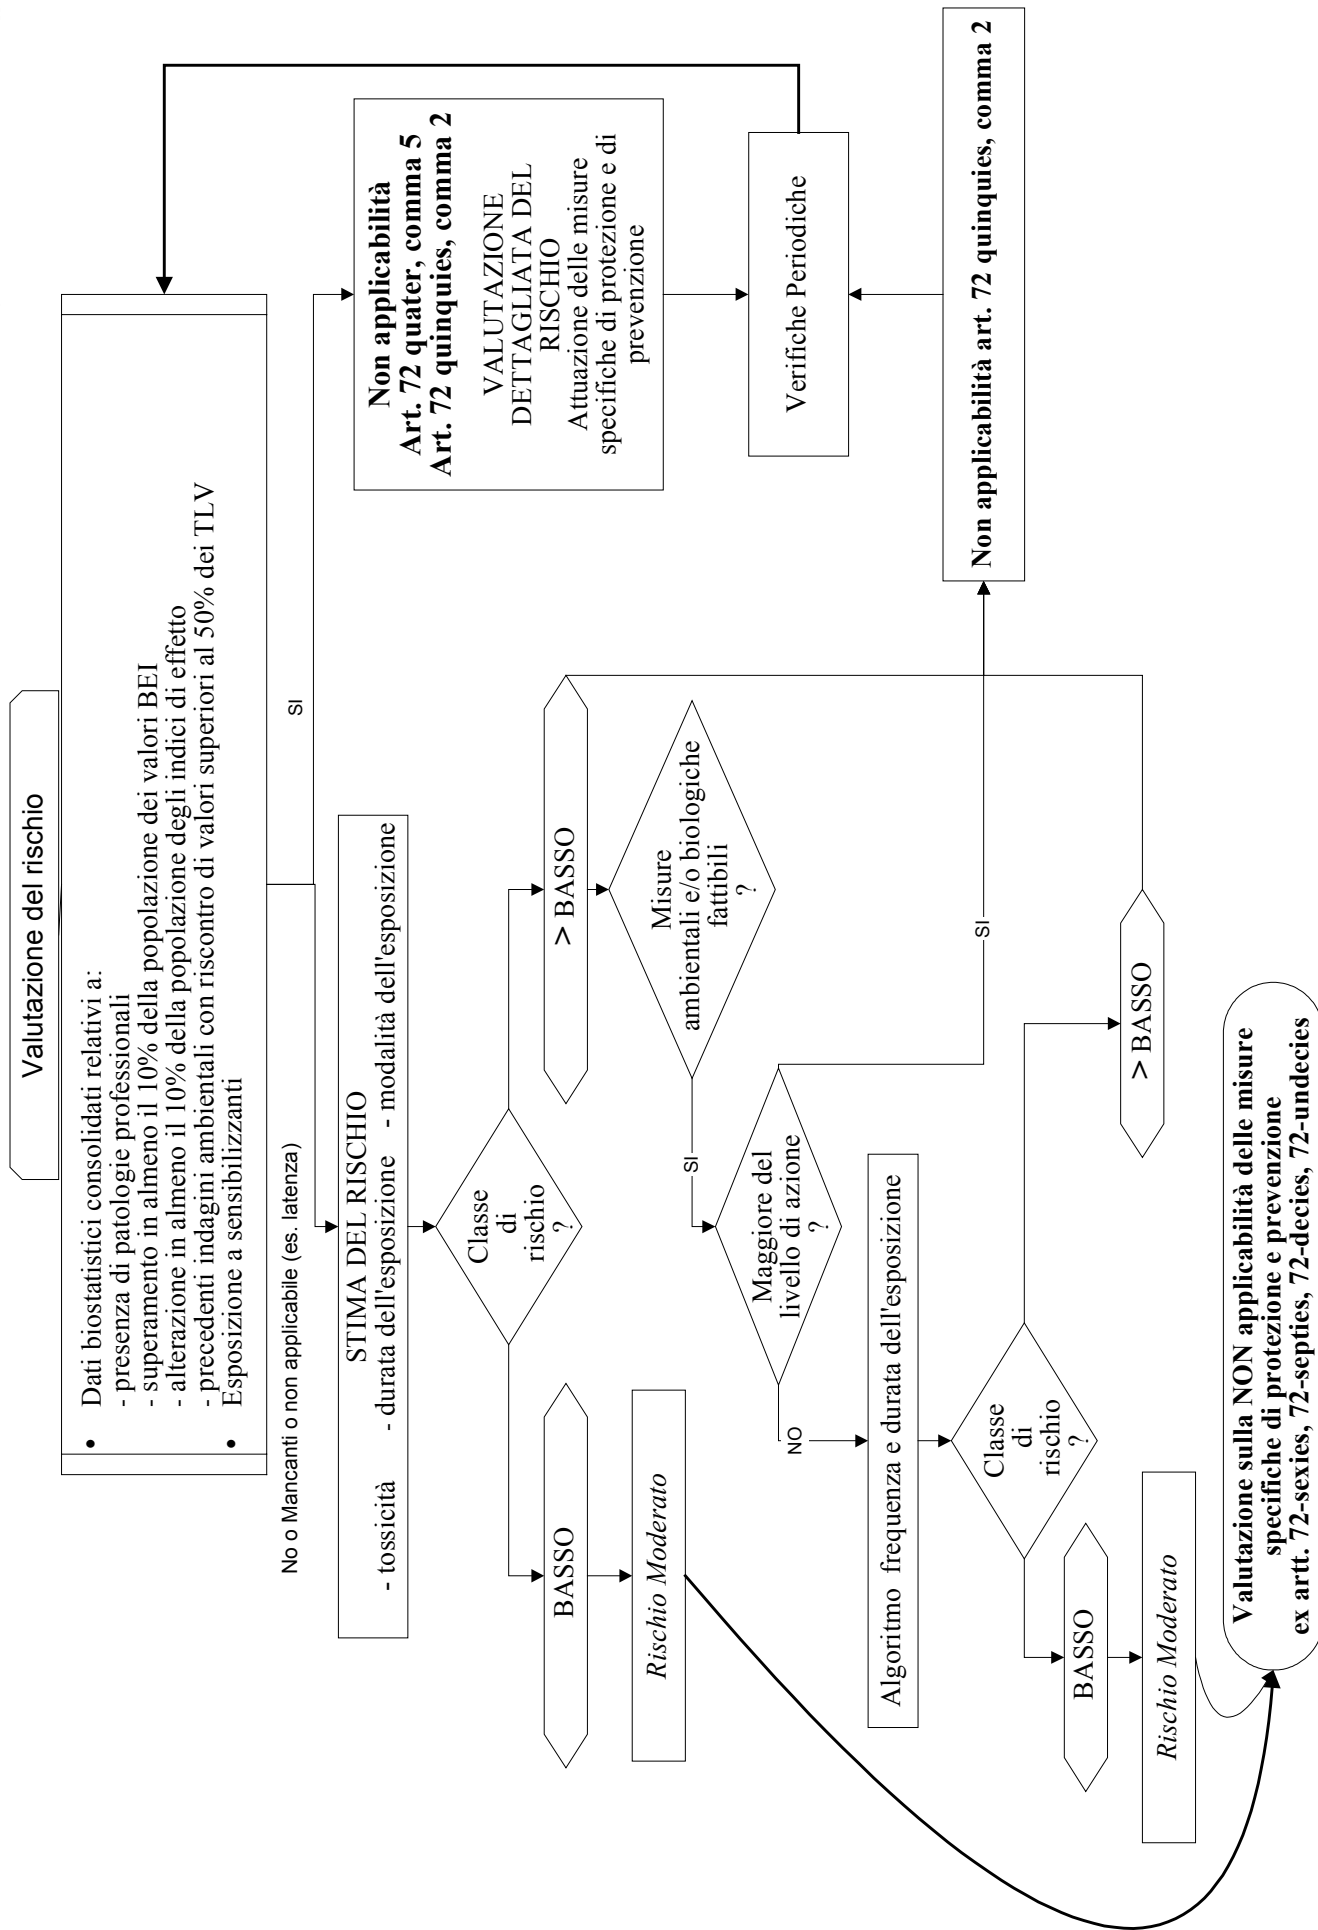 Valutazione del rischio
• Dati biostatistici consolidati relativi a:
- presenza di patologie professionali
- superamento in almeno il 10% della popolazione dei valori BEI
- alterazione in almeno il 10% della popolazione degli indici di effetto
- precedenti indagini ambientali con riscontro di valori superiori al 50% dei TLV
• Esposizione a sensibilizzanti
No o Mancanti o non applicabile (es. latenza)
SI
STIMA DEL RISCHIO
- tossicità - durata dell'esposizione - modalità dell'esposizione
Non applicabilità
Art. 72 quater, comma 5
Art. 72 quinquies, comma 2
VALUTAZIONE
DETTAGLIATA DEL
RISCHIO
Attuazione delle misure
specifiche di protezione e di
prevenzione
Classe
di
rischio
?
BASSO
> BASSO
Rischio Moderato
Misure
ambientali e/o biologiche
fattibili
?
SI
Verifiche Periodiche
Maggiore del
livello di azione
?
NO
SI
Algoritmo frequenza e durata dell'esposizione
Non applicabilità art. 72 quinquies, comma 2
Classe
di
rischio
?
BASSO
> BASSO
Rischio Moderato
Valutazione sulla NON applicabilità delle misure
specifiche di protezione e prevenzione
ex artt. 72-sexies, 72-septies, 72-decies, 72-undecies